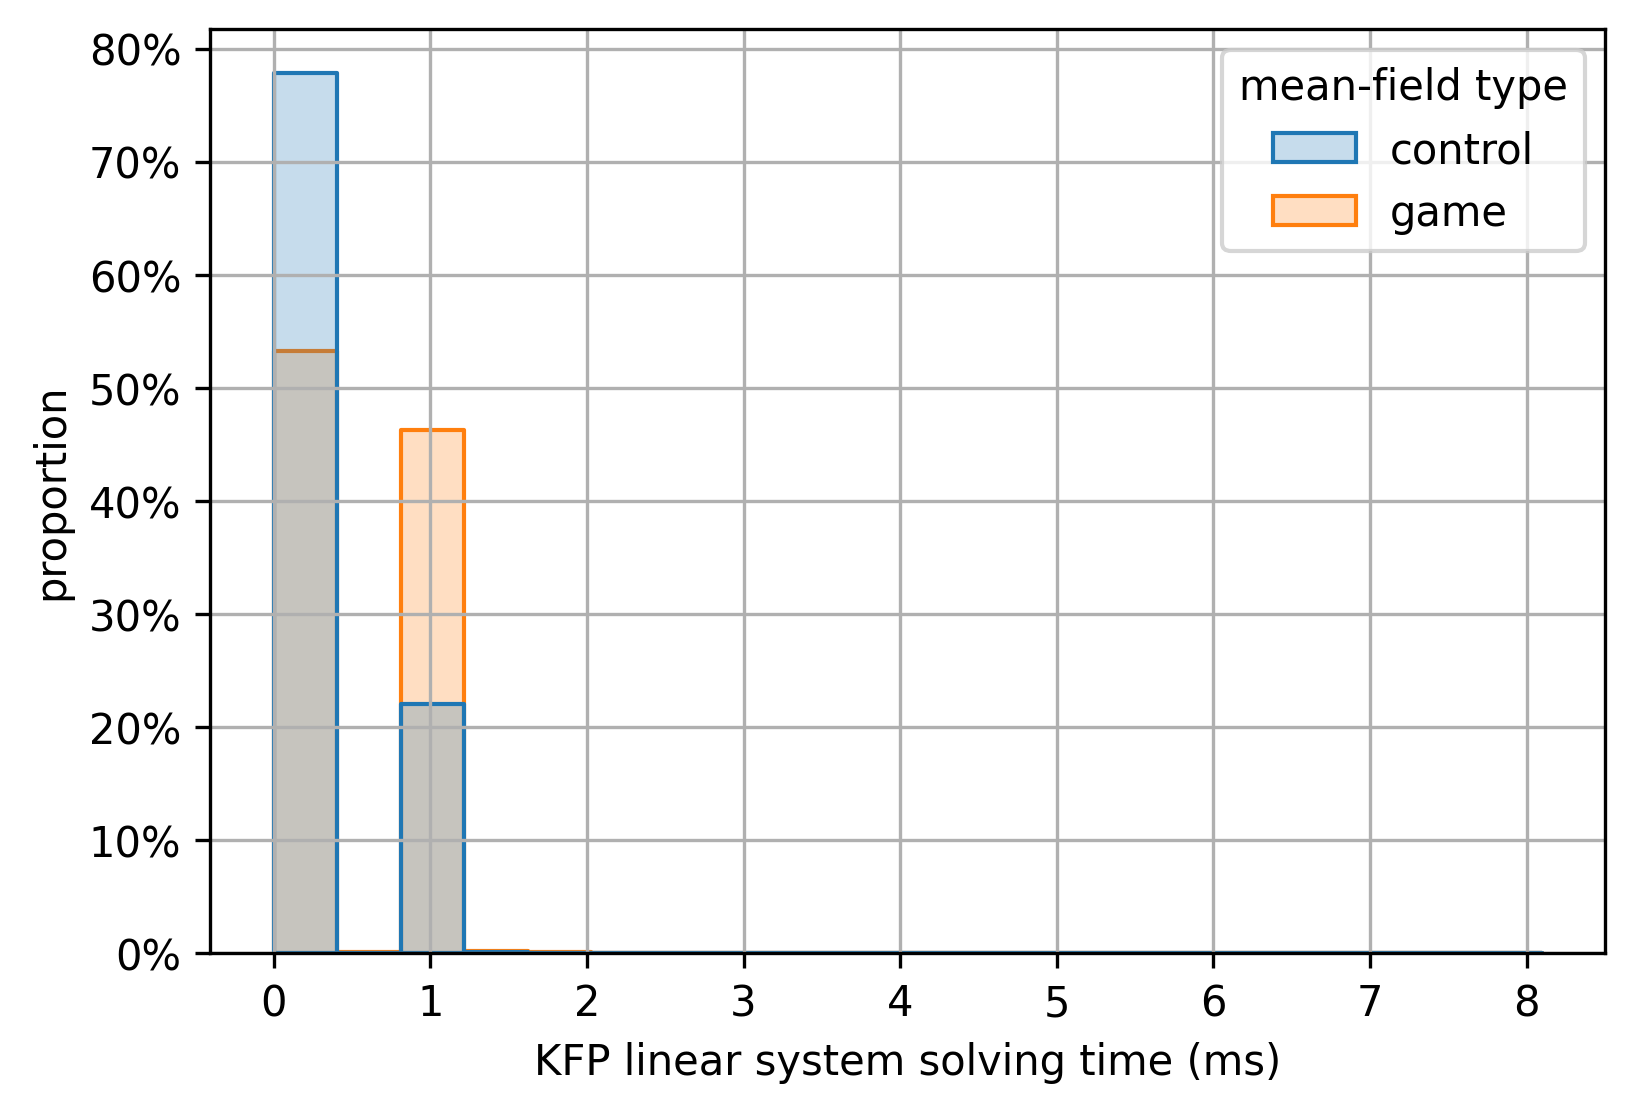 80%
70%
60%
50%
40%
30%
20%
10%
0%
proportion
mean-field type
control
game
0 1 2 3 4 5 6 7 8
KFP linear system solving time (ms)